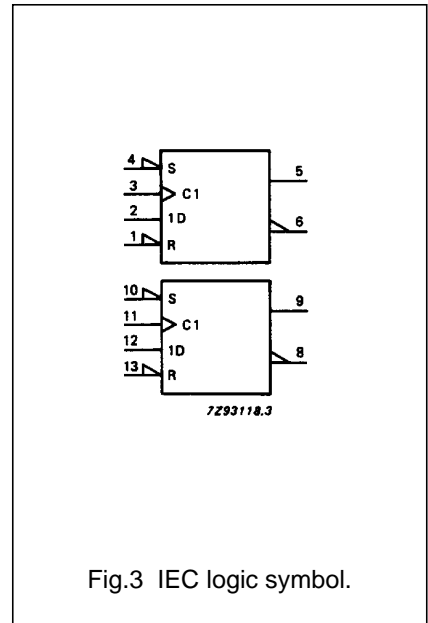 4 S 5
3 C1
2 1D 6
1 R
10 S 9
11 C1
12 1D 8
13 R
7Z93118.3
Fig.3 IEC logic symbol.